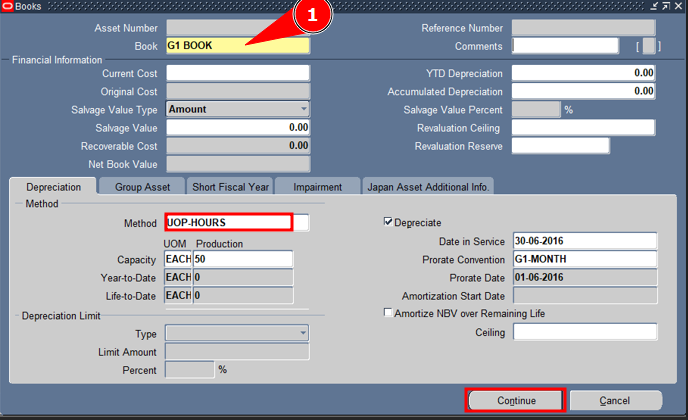 Books
1
Asset Number
Reference Number
Book G1 BOOK
Comments [ ]
Financial Information
Current Cost
YTD Depreciation 0.00
Original Cost
Accumulated Depreciation 0.00
Salvage Value Type Amount
Salvage Value Percent %
Salvage Value 0.00
Revaluation Ceiling
Recoverable Cost 0.00
Revaluation Reserve
Net Book Value
Depreciation Group Asset Short Fiscal Year Impairment Japan Asset Additional Info.
Method
Method UOP-HOURS
Depreciate
UOM Production
Date in Service 30-06-2016
Capacity EACH 50
Prorate Convention G1-MONTH
Year-to-Date EACH 0
Prorate Date 01-06-2016
Life-to-Date EACH 0
Amortization Start Date
Depreciation Limit
Amortize NBV over Remaining Life
Type
Ceiling
Limit Amount
Percent %
Continue Cancel